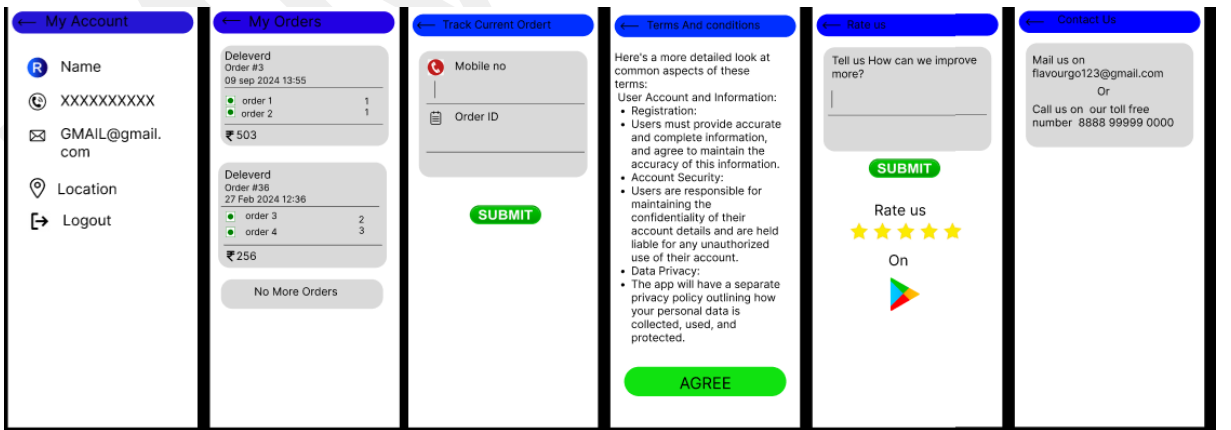 ← My Account
R Name
XXXXXXXXXX
GMAIL@gmail.
com
Location
Logout
← My Orders
Deleverd
Order #3
09 sep 2024 13:55
order 1 1
order 2 1
₹ 503
Deleverd
Order #36
27 Feb 2024 12:36
order 3 2
order 4 3
₹ 256
No More Orders
← Track Current Ordert
Mobile no
Order ID
SUBMIT
← Terms And conditions
Here's a more detailed look at
common aspects of these
terms:
User Account and Information:
• Registration:
• Users must provide accurate
and complete information,
and agree to maintain the
accuracy of this information.
• Account Security:
• Users are responsible for
maintaining the
confidentiality of their
account details and are held
liable for any unauthorized
use of their account.
• Data Privacy:
• The app will have a separate
privacy policy outlining how
your personal data is
collected, used, and
protected.
AGREE
← Rate us
Tell us How can we improve
more?
SUBMIT
Rate us
On
← Contact Us
Mail us on
flavourgo123@gmail.com
Or
Call us on our toll free
number 8888 99999 0000